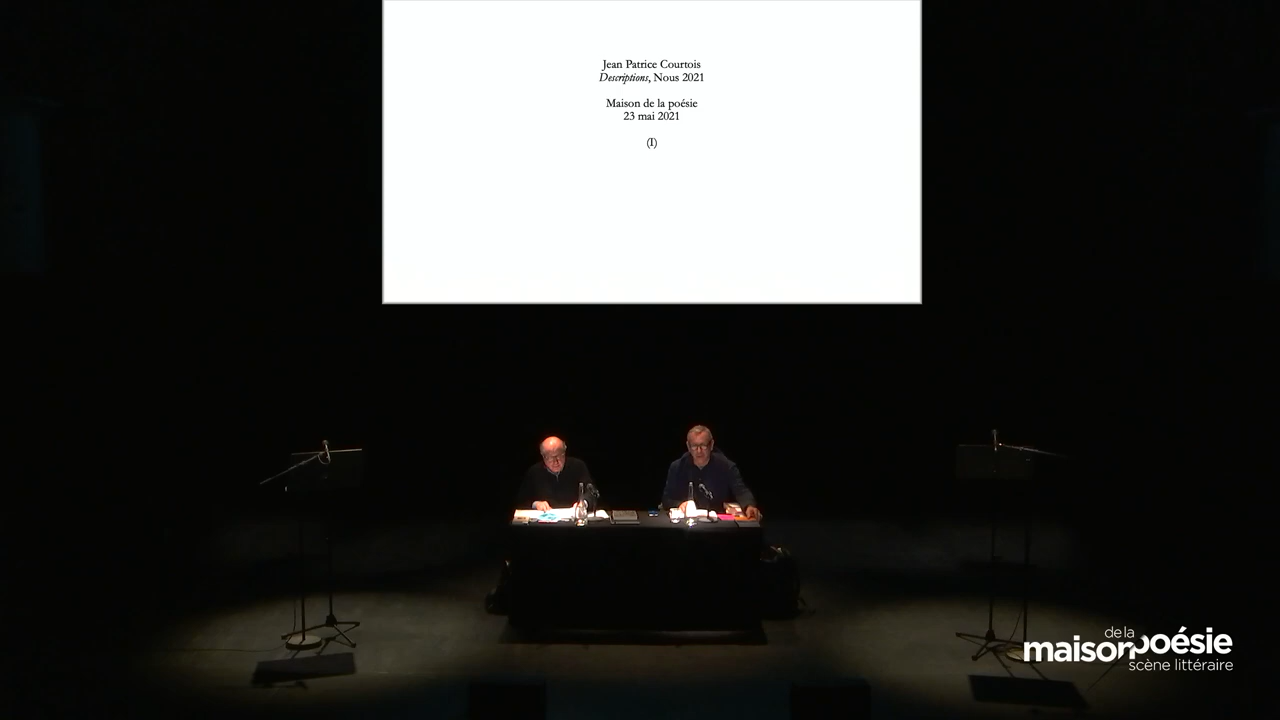 Jean Patrice Courtois
Descriptions, Nous 2021
Maison de la poésie
23 mai 2021
(I)
de la
maison poésie
scène littéraire